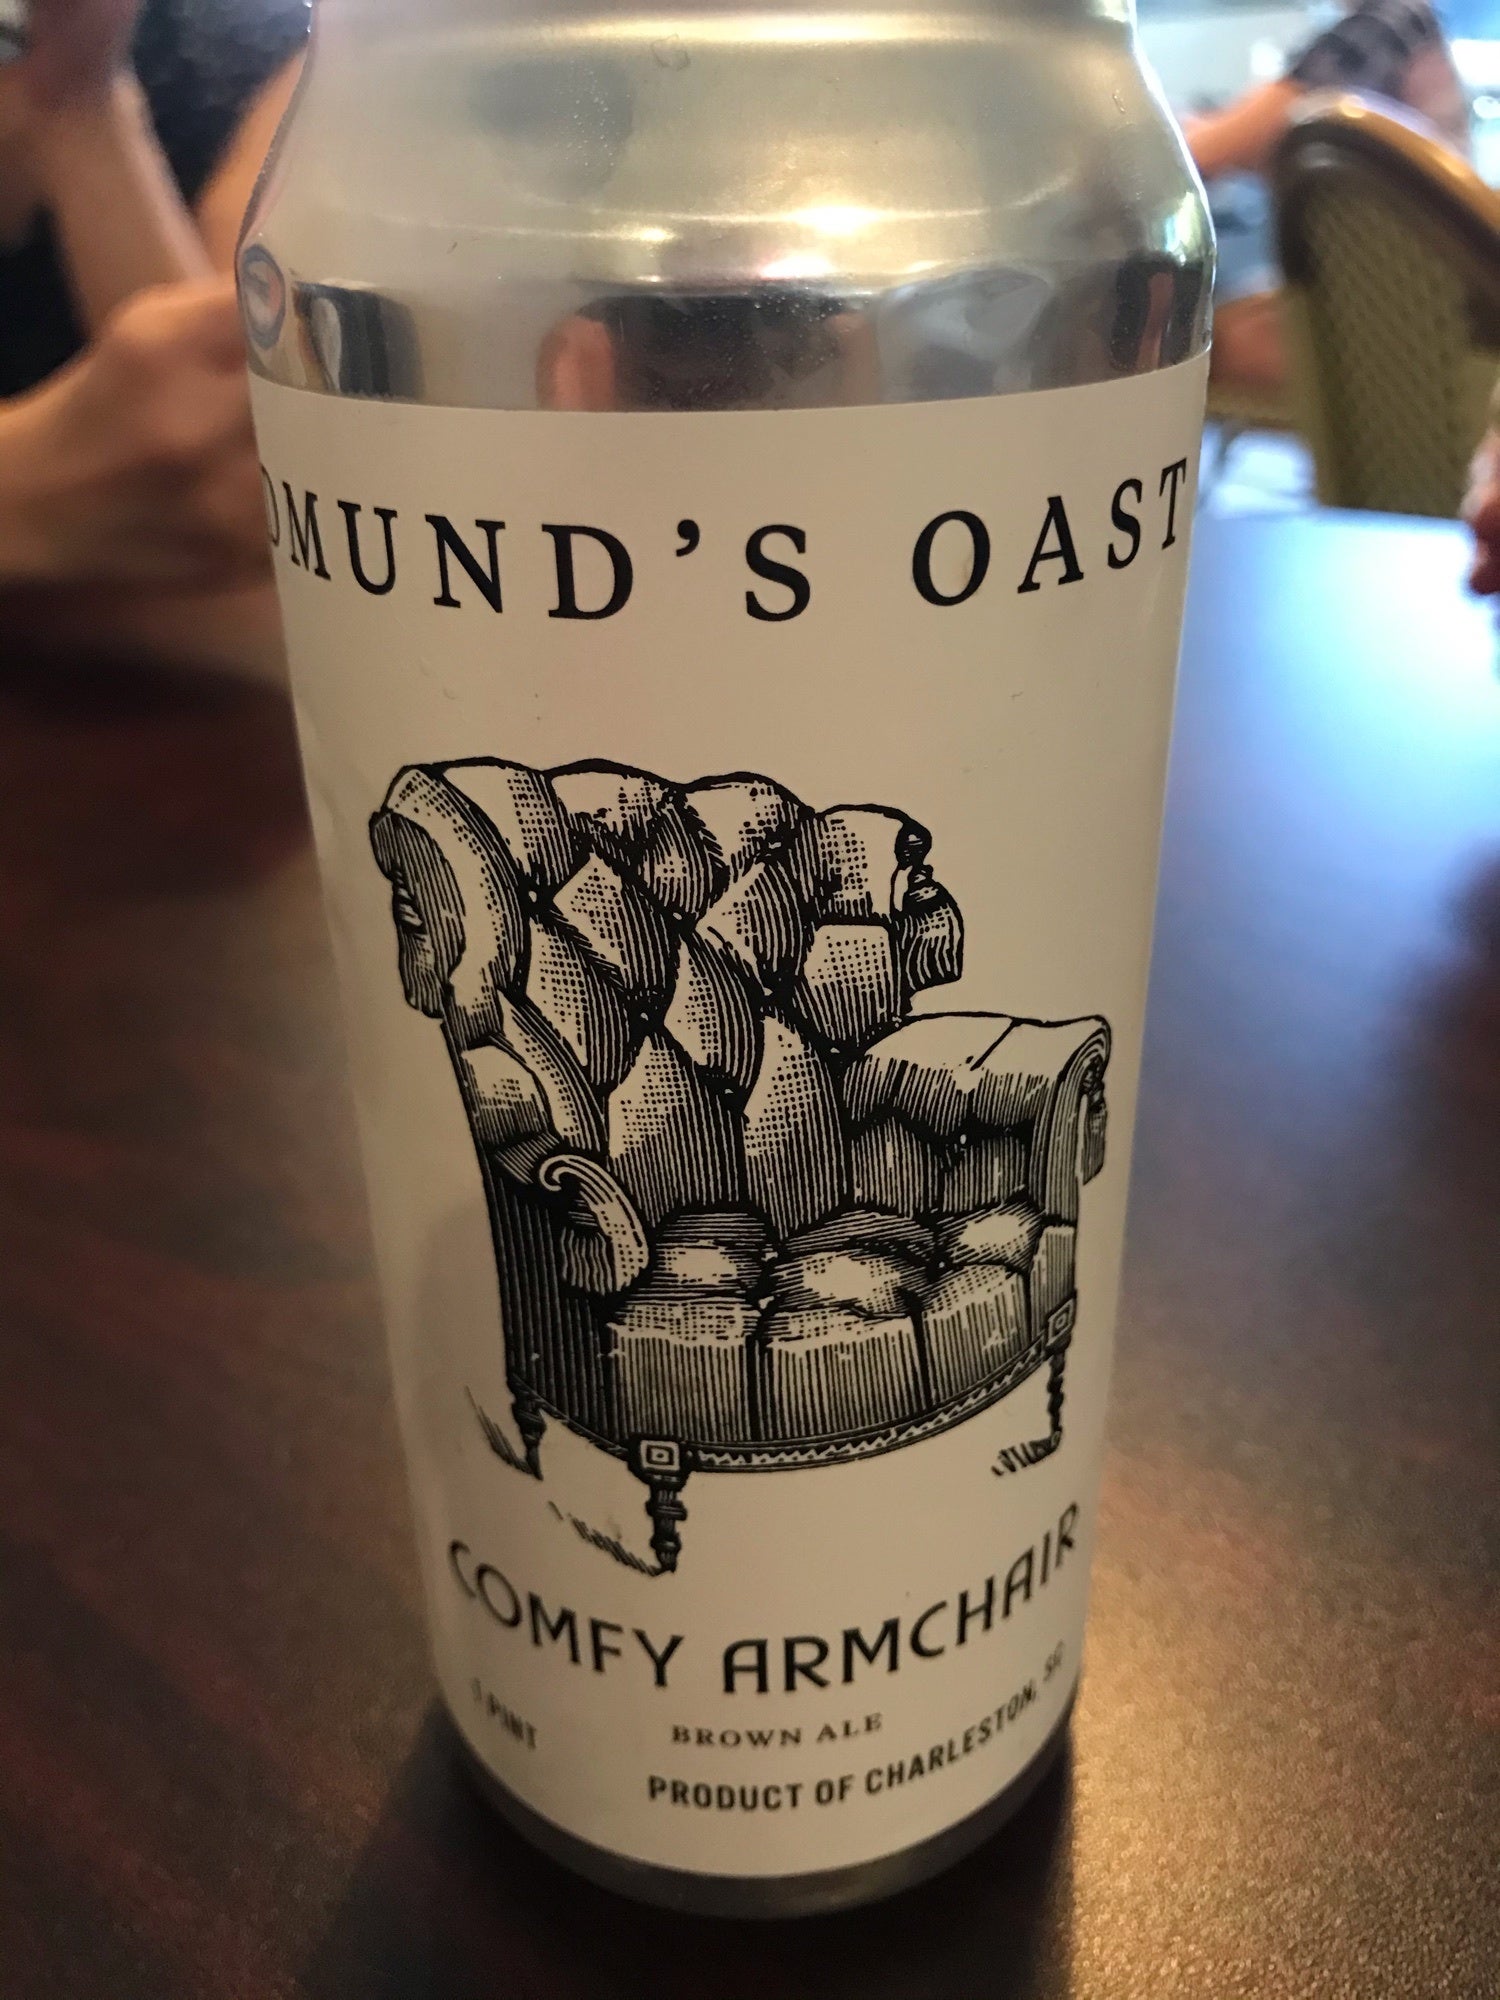 DMUND'S OAST
COMFY ARMCHAIR
1 PINT
BROWN ALE
PRODUCT OF CHARLESTON, SC